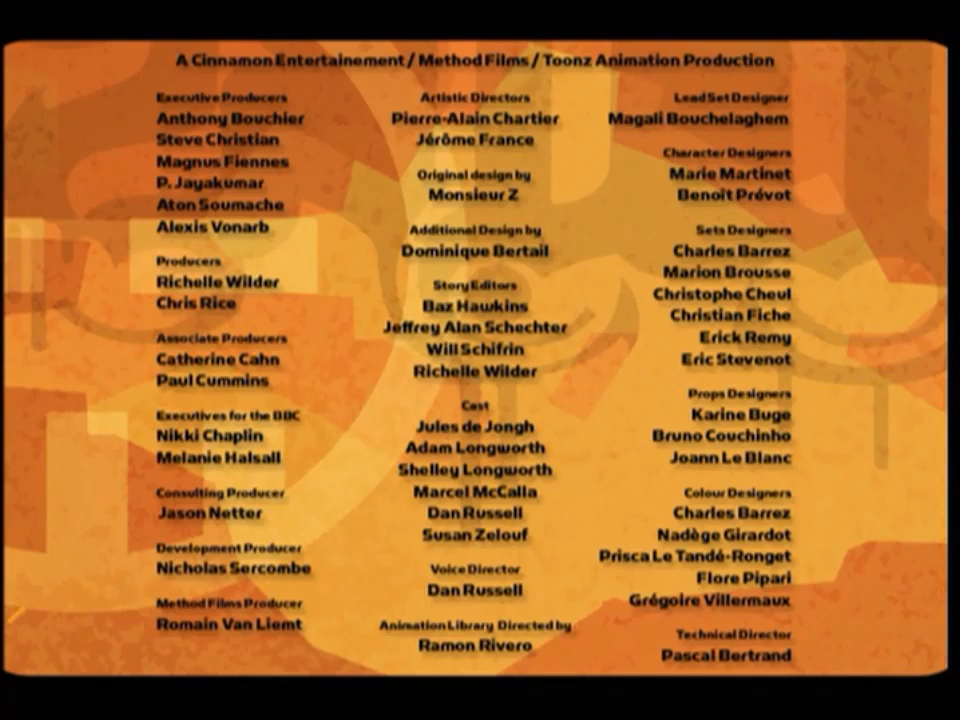 A Cinnamon Entertainement / Method Films / Toonz Animation Production
Executive Producers
Anthony Bouchier
Steve Christian
Magnus Fiennes
P. Jayakumar
Aton Soumache
Alexis Vonarb
Producers
Richelle Wilder
Chris Rice
Associate Producers
Catherine Cahn
Paul Cummins
Executives for the BBC
Nikki Chaplin
Melanie Halsall
Consulting Producer
Jason Netter
Development Producer
Nicholas Sercombe
Method Films Producer
Romain Van Liemt
Artistic Directors
Pierre-Alain Chartier
Jérôme France
Original design by
Monsieur Z
Additional Design by
Dominique Bertail
Story Editors
Baz Hawkins
Jeffrey Alan Schechter
Will Schifrin
Richelle Wilder
Cast
Jules de Jongh
Adam Longworth
Shelley Longworth
Marcel McCalla
Dan Russell
Susan Zelouf
Voice Director
Dan Russell
Animation Library Directed by
Ramon Rivero
Lead Set Designer
Magali Bouchelaghem
Character Designers
Marie Martinet
Benoît Prévot
Sets Designers
Charles Barrez
Marion Brousse
Christophe Cheul
Christian Fiche
Erick Remy
Eric Stevenot
Props Designers
Karine Buge
Bruno Couchinho
Joann Le Blanc
Colour Designers
Charles Barrez
Nadège Girardot
Prisca Le Tandé-Ronget
Flore Pipari
Grégoire Villermaux
Technical Director
Pascal Bertrand